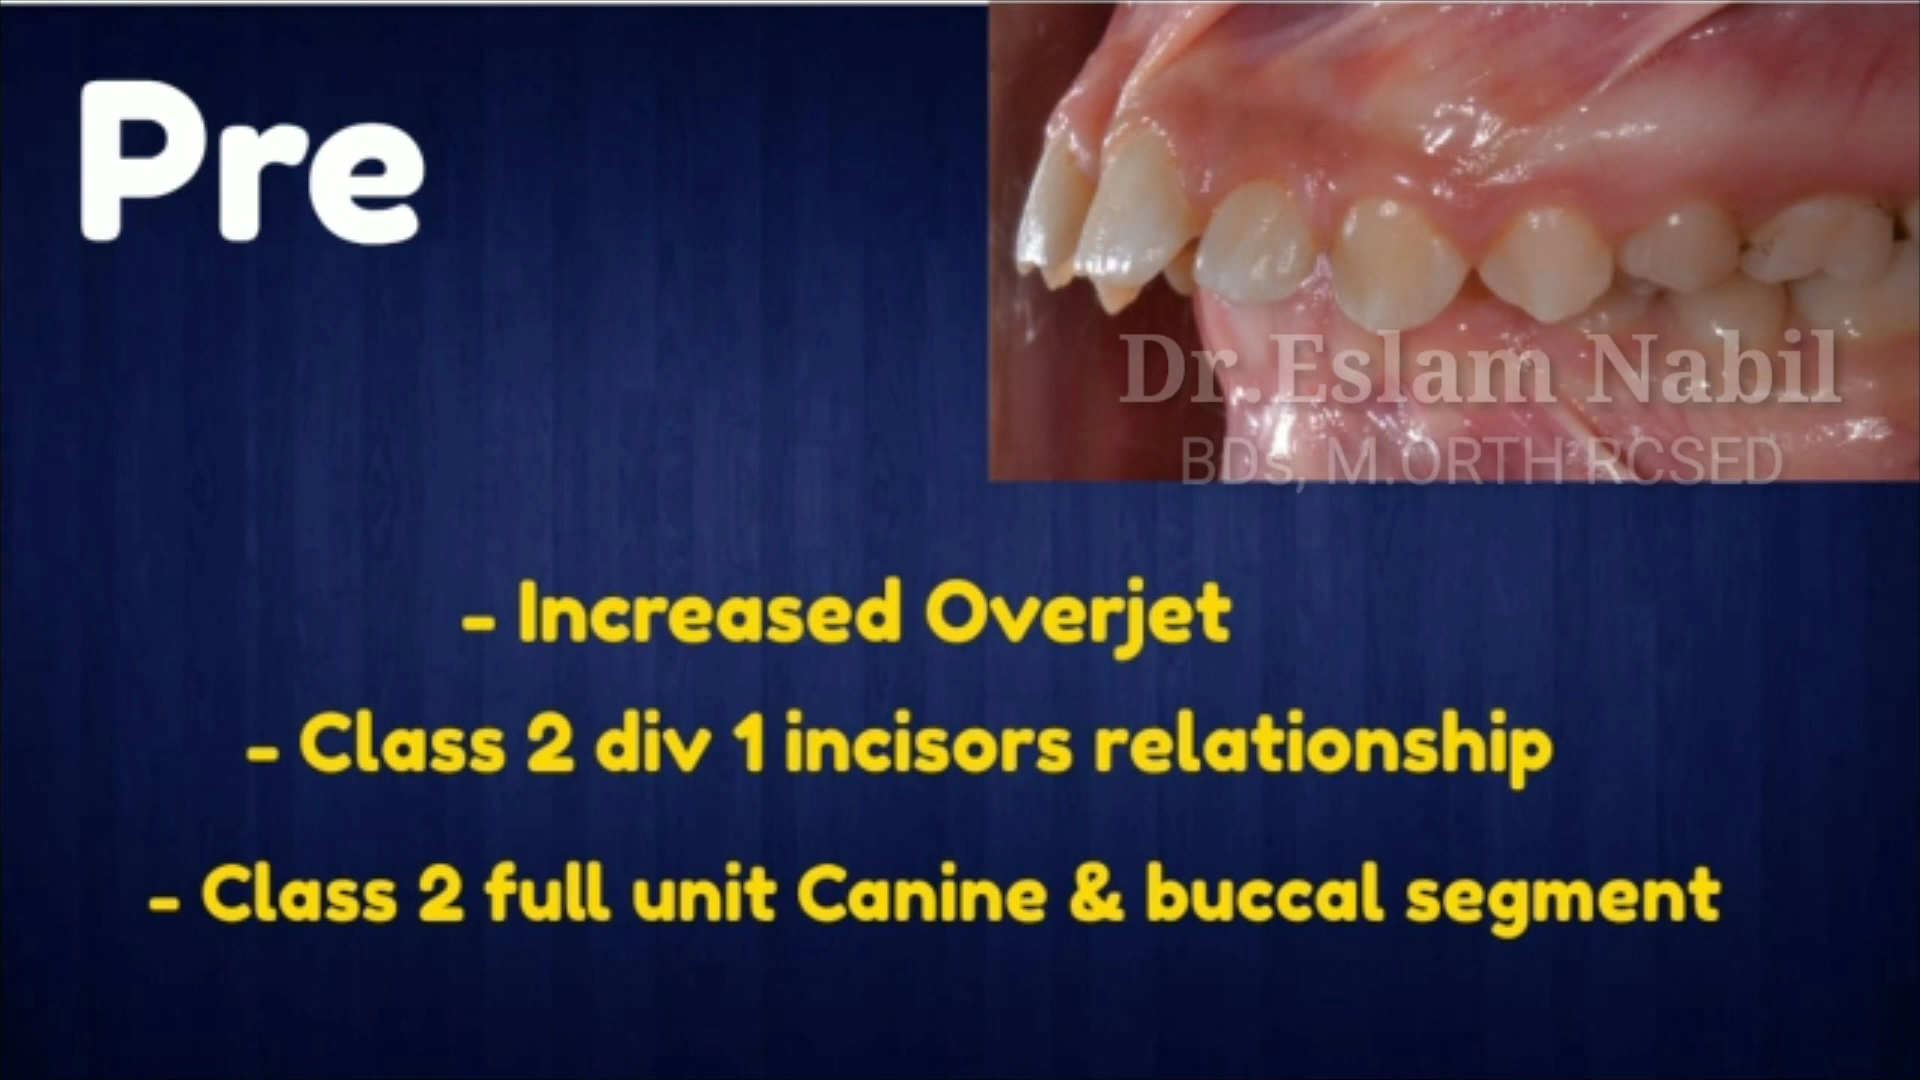 Pre
Dr.Eslam Nabil
BDs, M.ORTH RCSED
- Increased Overjet
- Class 2 div 1 incisors relationship
- Class 2 full unit Canine & buccal segment